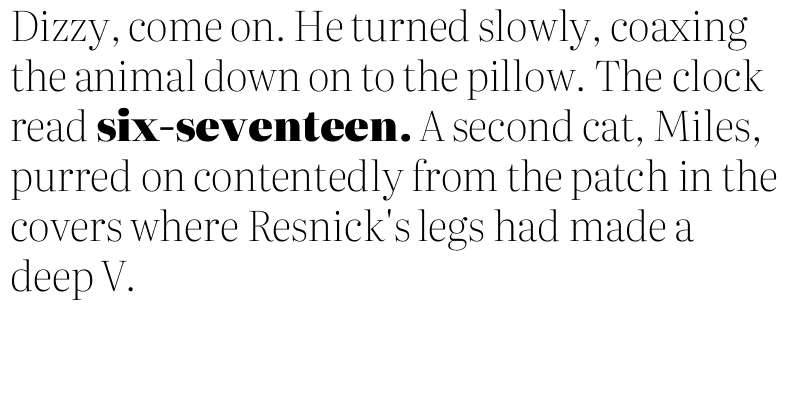 Dizzy, come on. He turned slowly, coaxing
the animal down on to the pillow. The clock
read six-seventeen. A second cat, Miles,
purred on contentedly from the patch in the
covers where Resnick's legs had made a
deep V.